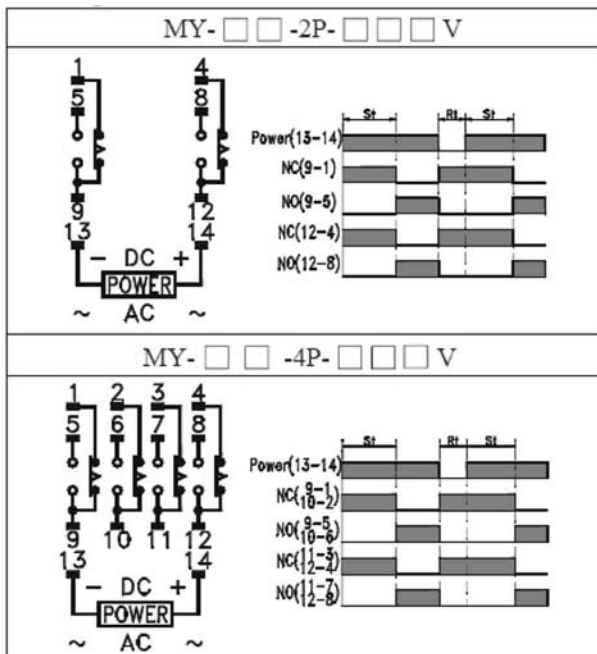 MY-□□-2P-□□□V
1 4
5 8
9 12
13 14
- DC +
POWER
~ AC ~
St Rt St
Power(13-14)
NC(9-1)
NO(9-5)
NC(12-4)
NO(12-8)
MY-□□-4P-□□□V
1 2 3 4
5 6 7 8
9 10 11 12
13 14
- DC +
POWER
~ AC ~
St Rt St
Power(13-14)
NC(9-1
10-2)
NO(9-5
10-6)
NC(11-3
12-4)
NO(11-7
12-8)